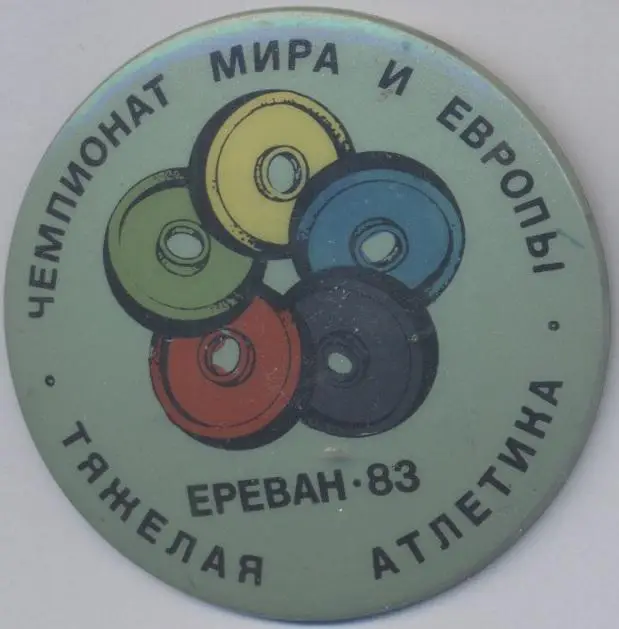 ЧЕМПИОНАТ МИРА И ЕВРОПЫ
ЕРЕВАН·83
· ТЯЖЕЛАЯ АТЛЕТИКА ·